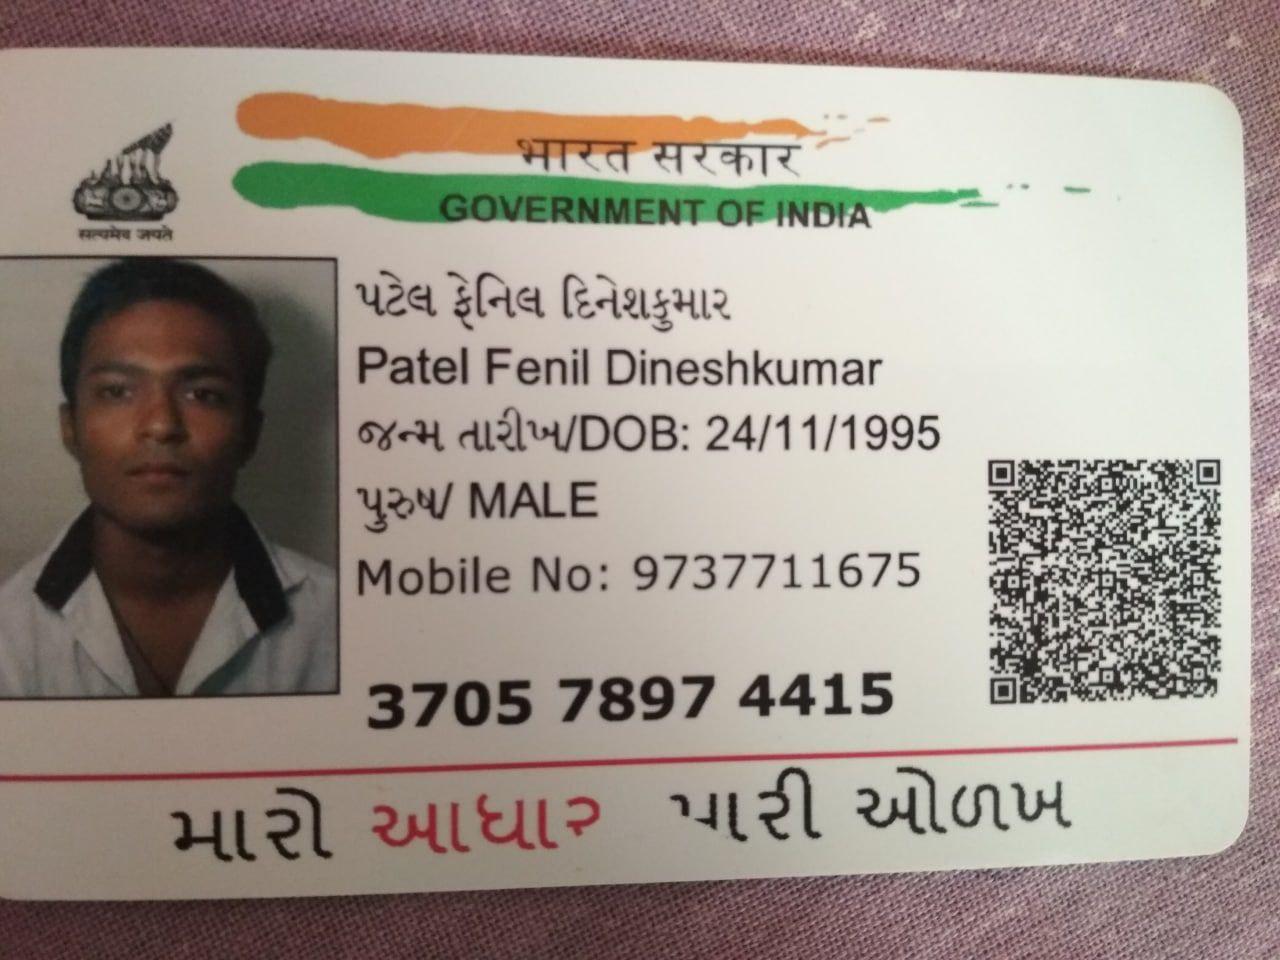 भारत सरकार
GOVERNMENT OF INDIA
सत्यमेव जयते
પટેલ ફેનિલ દિનેશકુમાર
Patel Fenil Dineshkumar
જન્મ તારીખ/DOB: 24/11/1995
પુરુષ/ MALE
Mobile No: 9737711675
3705 7897 4415
મારો આધાર મારી ઓળખ